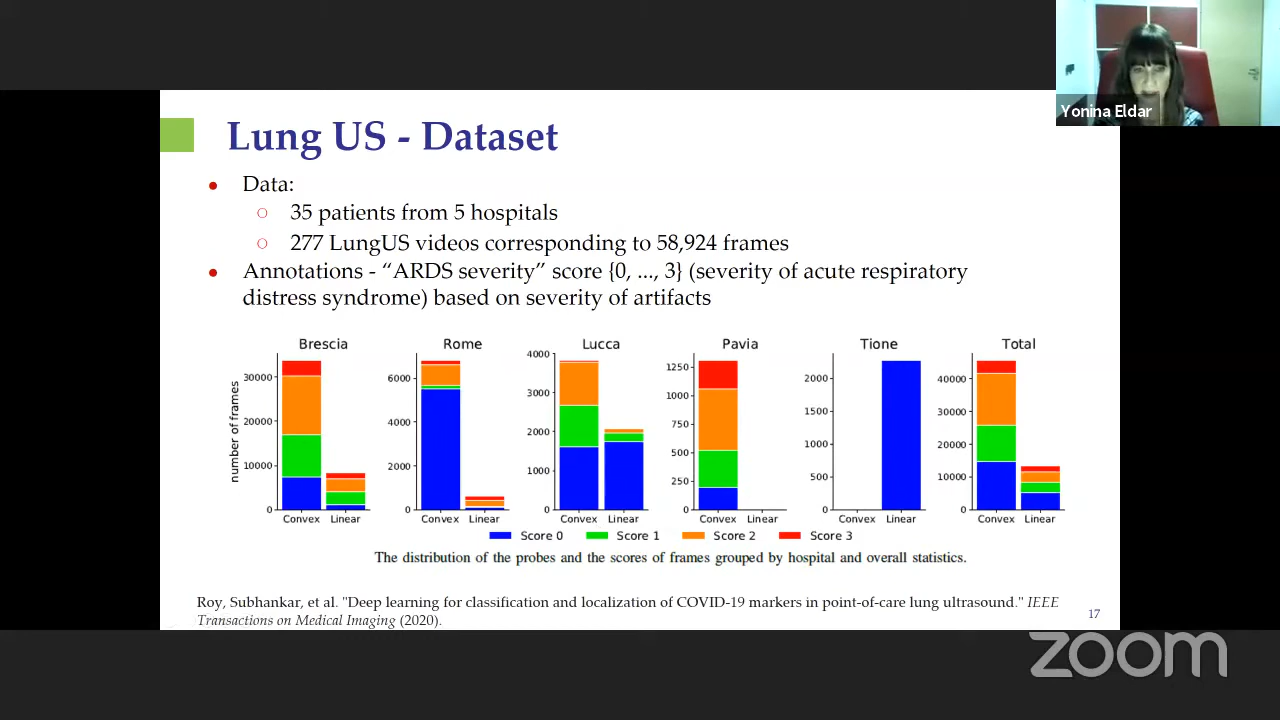 Yonina Eldar
Lung US - Dataset
Data:
35 patients from 5 hospitals
277 LungUS videos corresponding to 58,924 frames
Annotations - “ARDS severity” score {0, ..., 3} (severity of acute respiratory
distress syndrome) based on severity of artifacts
number of frames
Brescia
30000
20000
10000
0
Convex Linear
Rome
6000
4000
2000
0
Convex Linear
Lucca
4000
3000
2000
1000
0
Convex Linear
Pavia
1250
1000
750
500
250
0
Convex Linear
Tione
2000
1500
1000
500
0
Convex Linear
Total
40000
30000
20000
10000
0
Convex Linear
Score 0 Score 1 Score 2 Score 3
The distribution of the probes and the scores of frames grouped by hospital and overall statistics.
Roy, Subhankar, et al. "Deep learning for classification and localization of COVID-19 markers in point-of-care lung ultrasound." IEEE
Transactions on Medical Imaging (2020).
17
zoom